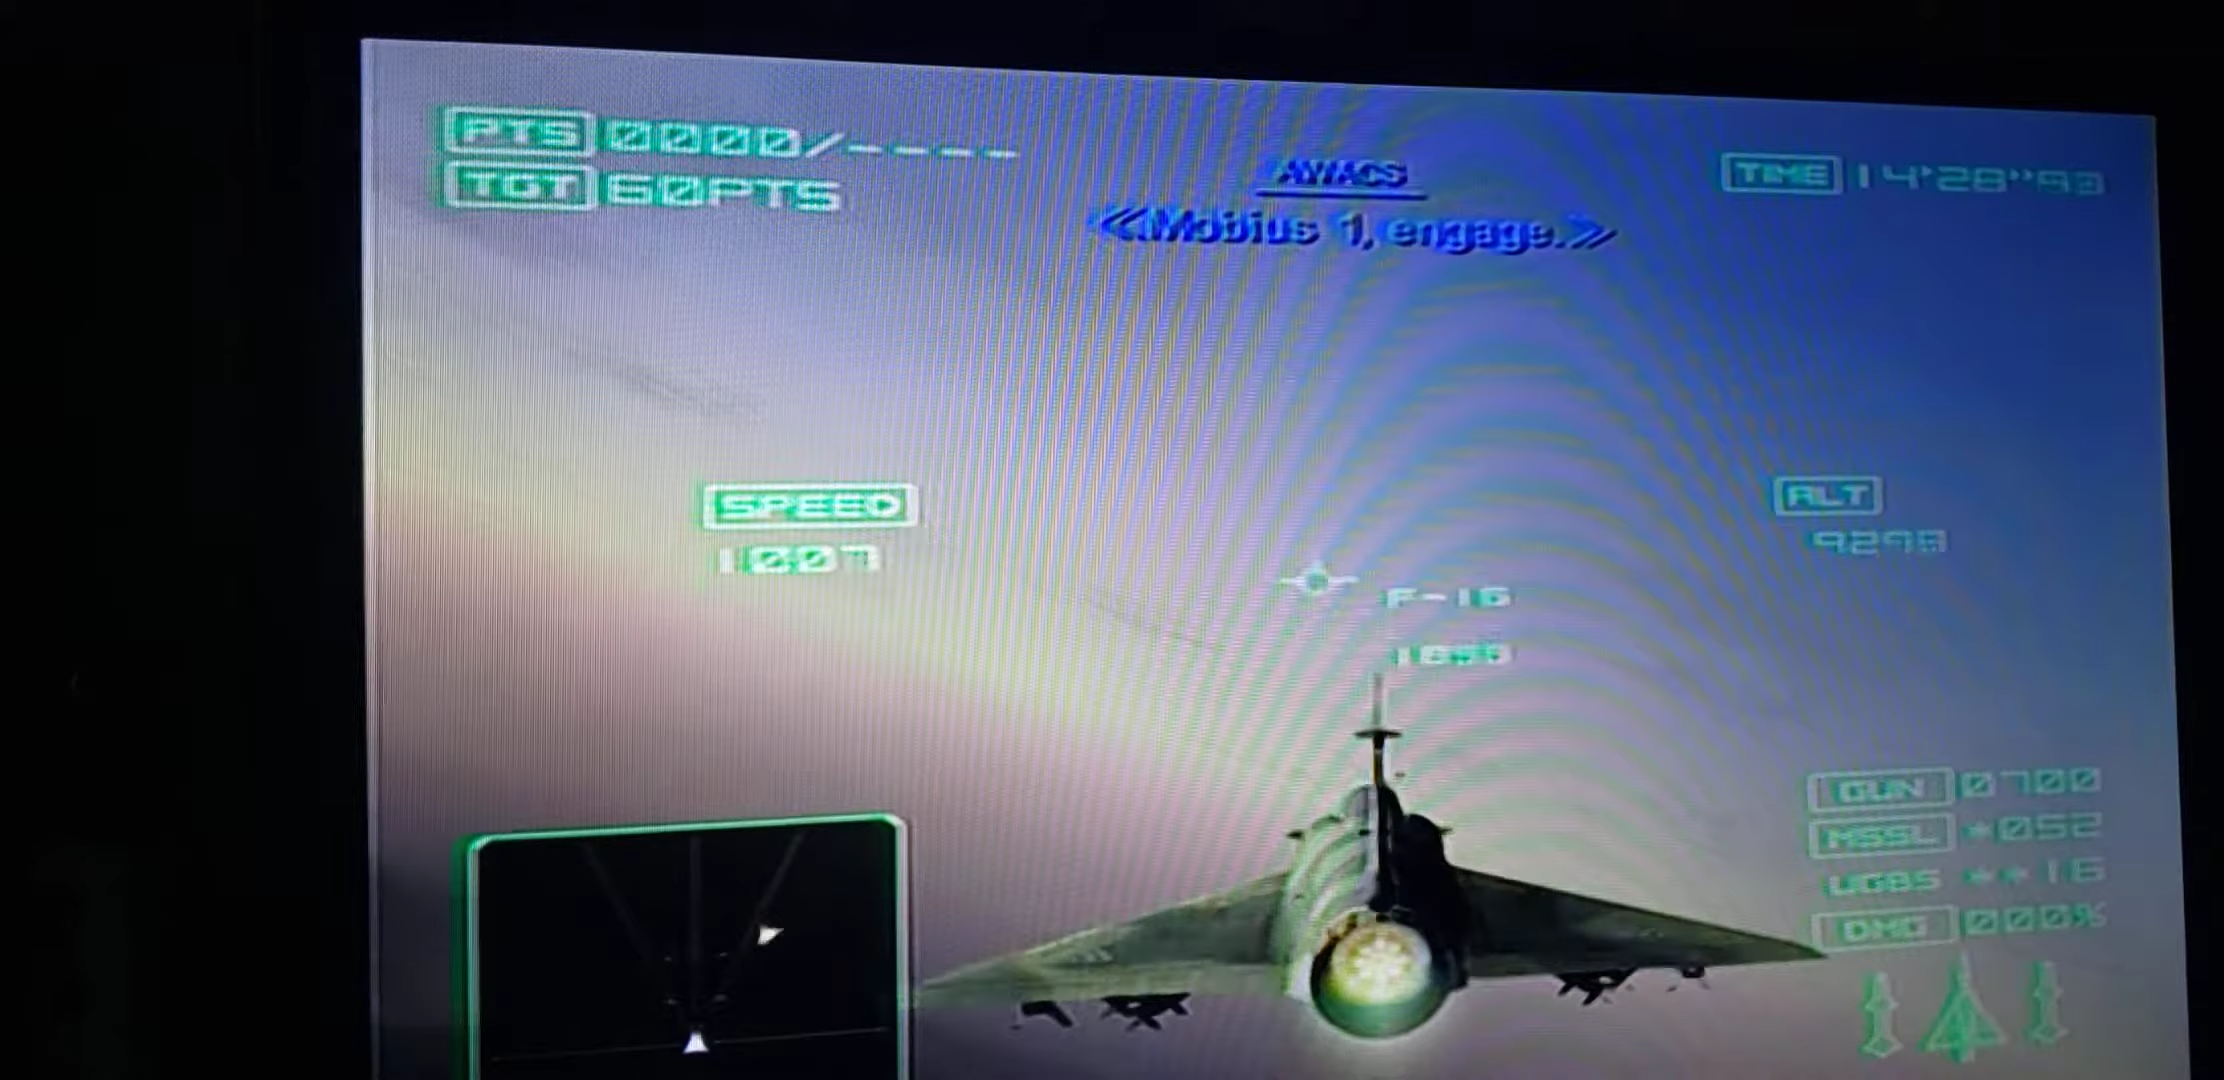 PTS 0000/----
TGT 60PTS
AWACS
<<Mobius 1, engage.>>
TIME 14'28"93
SPEED
1007
ALT
9298
F-16
GUN 0700
MSSL *052
UGBS **16
DMG 000%